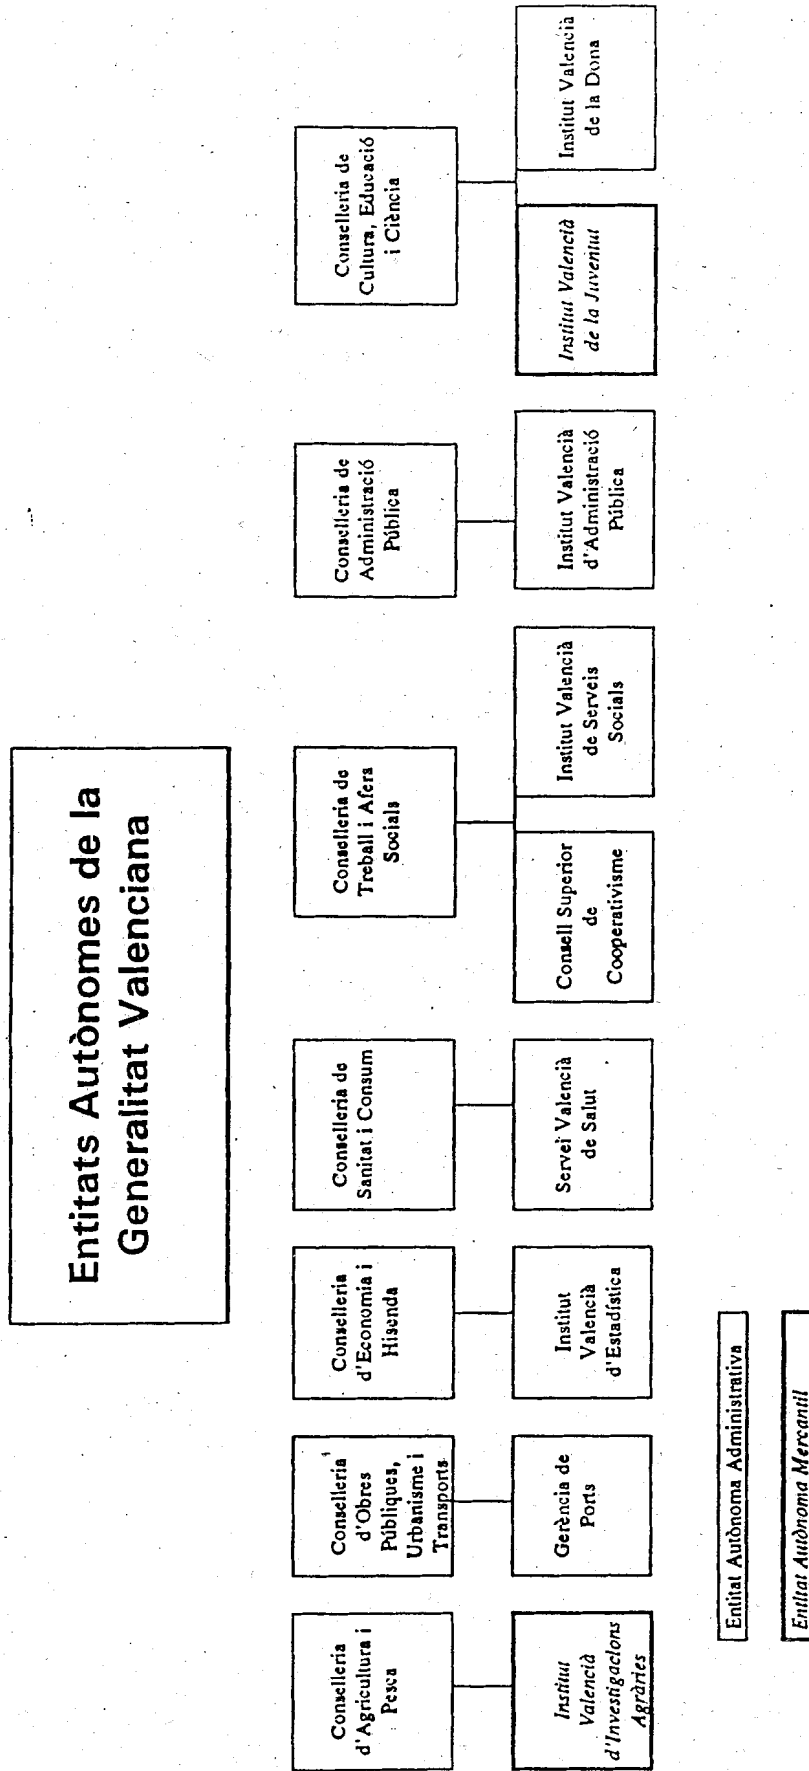 Entitats Autònomes de la
Generalitat Valenciana
Conselleria
d'Agricultura i
Pesca
Conselleria
d'Obres
Públiques,
Urbanisme i
Transports
Conselleria
d'Economia i
Hisenda
Conselleria de
Sanitat i Consum
Conselleria de
Treball i Afers
Socials
Conselleria de
Administració
Pública
Conselleria de
Cultura, Educació
i Ciència
Institut
Valencià
d'Investigacions
Agràries
Gerència de
Ports
Institut
Valencià
d'Estadística
Servei Valencià
de Salut
Consell Superior
de
Cooperativisme
Institut Valencià
de Serveis
Socials
Institut Valencià
d'Administració
Pública
Institut Valencià
de la Juventut
Institut Valencià
de la Dona
Entitat Autònoma Administrativa
Entitat Autònoma Mercantil